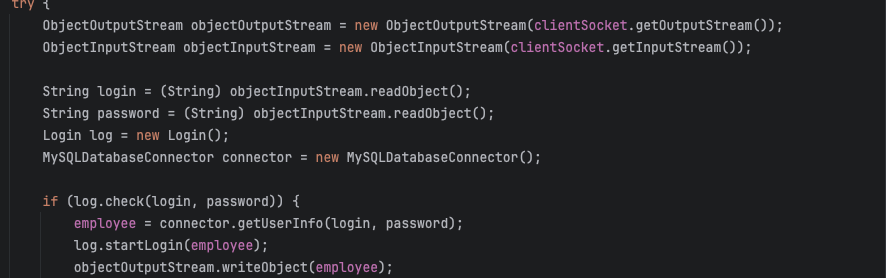 try {
ObjectOutputStream objectOutputStream = new ObjectOutputStream(clientSocket.getOutputStream());
ObjectInputStream objectInputStream = new ObjectInputStream(clientSocket.getInputStream());
String login = (String) objectInputStream.readObject();
String password = (String) objectInputStream.readObject();
Login log = new Login();
MySQLDatabaseConnector connector = new MySQLDatabaseConnector();
if (log.check(login, password)) {
employee = connector.getUserInfo(login, password);
log.startLogin(employee);
objectOutputStream.writeObject(employee);